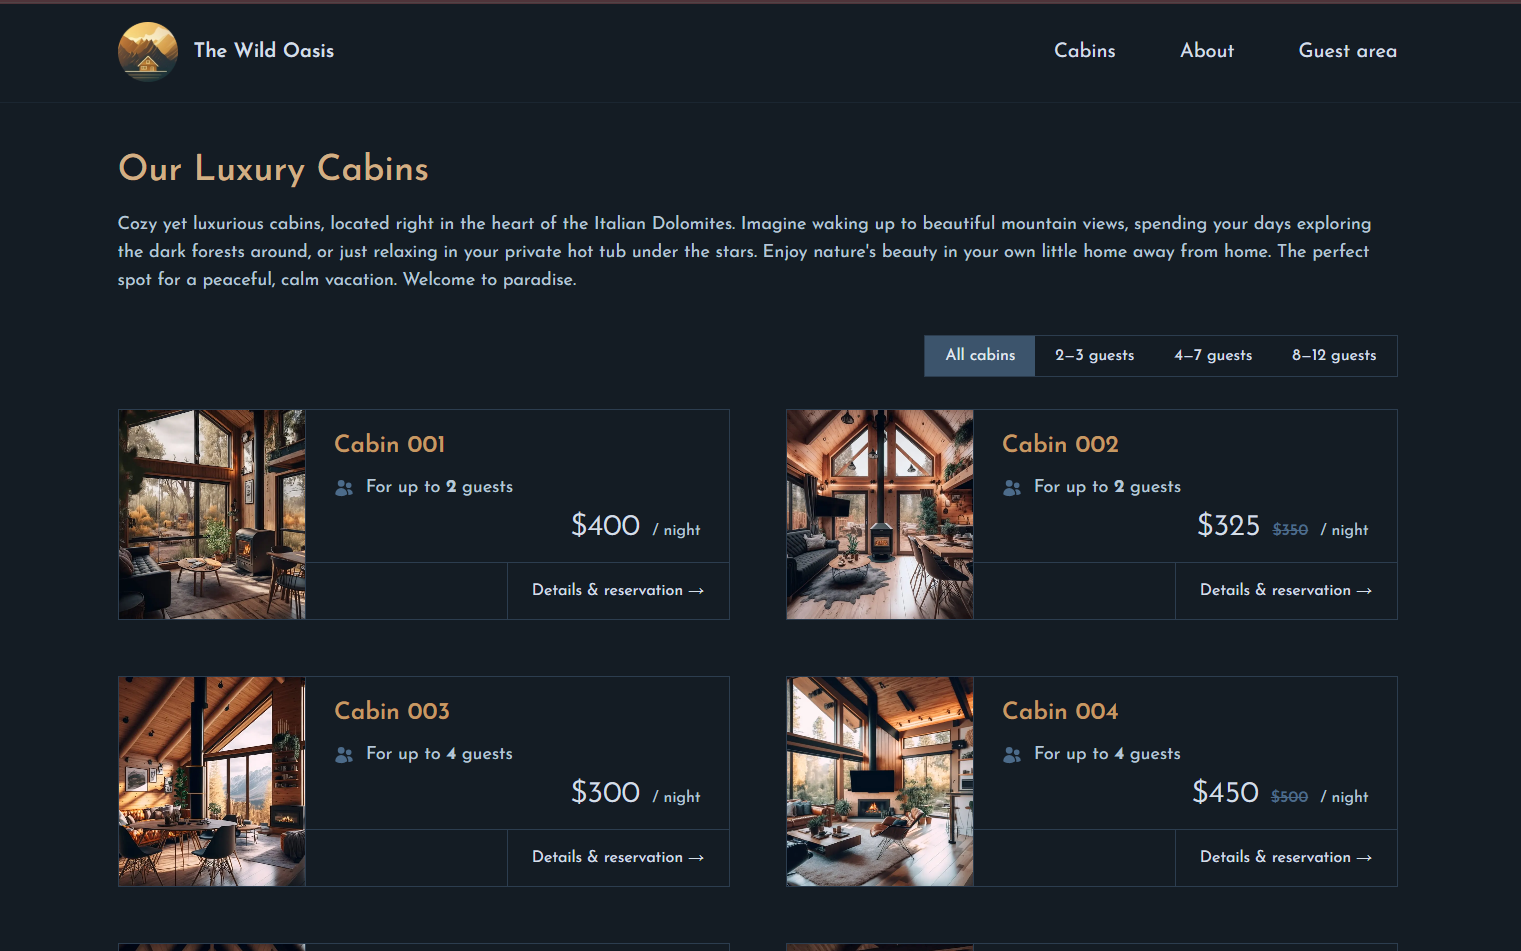 The Wild Oasis
Cabins
About
Guest area
Our Luxury Cabins
Cozy yet luxurious cabins, located right in the heart of the Italian Dolomites. Imagine waking up to beautiful mountain views, spending your days exploring
the dark forests around, or just relaxing in your private hot tub under the stars. Enjoy nature's beauty in your own little home away from home. The perfect
spot for a peaceful, calm vacation. Welcome to paradise.
All cabins
2–3 guests
4–7 guests
8–12 guests
Cabin 001
For up to 2 guests
$400 / night
Details & reservation →
Cabin 002
For up to 2 guests
$325 $350 / night
Details & reservation →
Cabin 003
For up to 4 guests
$300 / night
Details & reservation →
Cabin 004
For up to 4 guests
$450 $500 / night
Details & reservation →